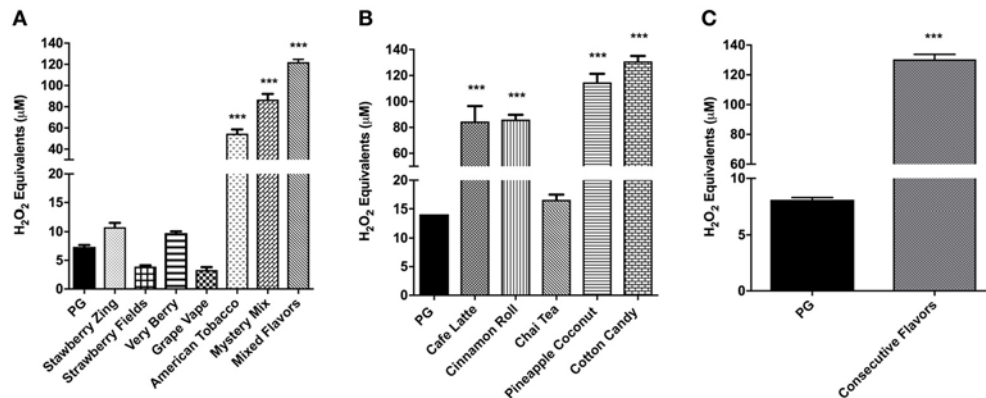 A
H₂O₂ Equivalents (µM)
140
120
100
80
60
40
20
15
10
5
0
***
***
***
PG
Stawberry Zing
Strawberry Fields
Very Berry
Grape Vape
American Tobacco
Mystery Mix
Mixed Flavors
B
H₂O₂ Equivalents (µM)
140
120
100
80
60
40
20
15
10
5
0
***
***
***
***
PG
Cafe Latte
Cinnamon Roll
Chai Tea
Pineapple Coconut
Cotton Candy
C
H₂O₂ Equivalents (µM)
140
130
120
100
80
60
10
5
0
***
PG
Consecutive Flavors